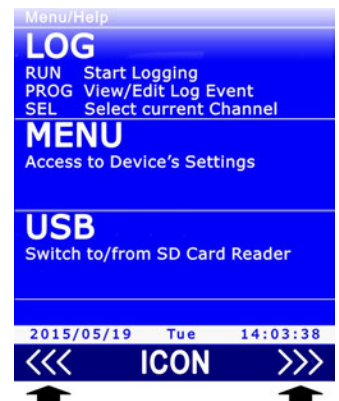 Menu/Help
LOG
RUN Start Logging
PROG View/Edit Log Event
SEL Select current Channel
MENU
Access to Device's Settings
USB
Switch to/from SD Card Reader
2015/05/19 Tue 14:03:38
<<< ICON >>>